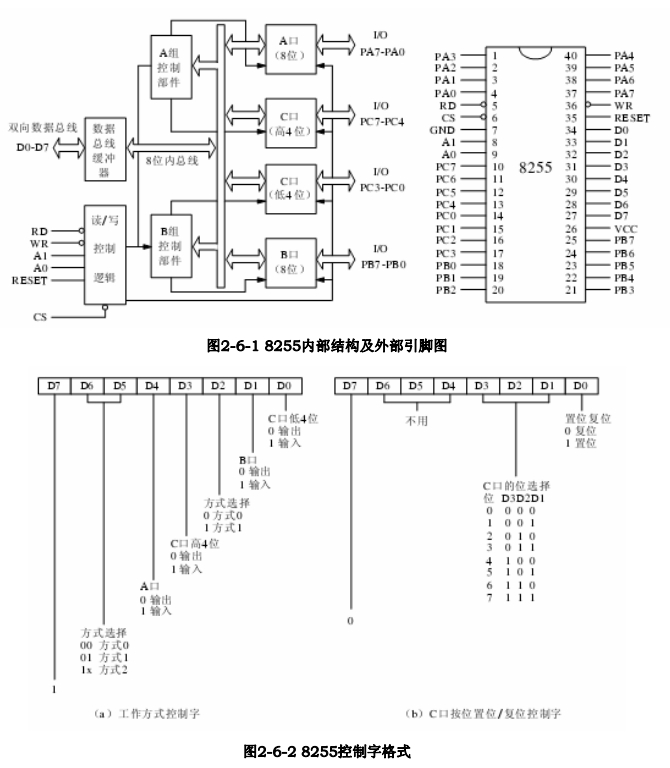 A组
控制
部件
A口
(8位)
I/O
PA7-PA0
双向数据总线
D0-D7
数据
总线
缓冲
器
8位内总线
C口
(高4位)
I/O
PC7-PC4
C口
(低4位)
I/O
PC3-PC0
B组
控制
部件
B口
(8位)
I/O
PB7-PB0
RD
WR
A1
A0
RESET
CS
读/写
控制
逻辑
8255
PA3 1 40 PA4
PA2 2 39 PA5
PA1 3 38 PA6
PA0 4 37 PA7
RD 5 36 WR
CS 6 35 RESET
GND 7 34 D0
A1 8 33 D1
A0 9 32 D2
PC7 10 31 D3
PC6 11 30 D4
PC5 12 29 D5
PC4 13 28 D6
PC0 14 27 D7
PC1 15 26 VCC
PC2 16 25 PB7
PC3 17 24 PB6
PB0 18 23 PB5
PB1 19 22 PB4
PB2 20 21 PB3
图2-6-1 8255内部结构及外部引脚图
D7 D6 D5 D4 D3 D2 D1 D0
C口低4位
0 输出
1 输入
B口
0 输出
1 输入
方式选择
0 方式0
1 方式1
C口高4位
0 输出
1 输入
A口
0 输出
1 输入
方式选择
00 方式0
01 方式1
1x 方式2
1
(a) 工作方式控制字
D7 D6 D5 D4 D3 D2 D1 D0
不用
置位复位
0 复位
1 置位
C口的位选择
位 D3D2D1
0 0 0 0
1 0 0 1
2 0 1 0
3 0 1 1
4 1 0 0
5 1 0 1
6 1 1 0
7 1 1 1
0
(b) C口按位置位/复位控制字
图2-6-2 8255控制字格式